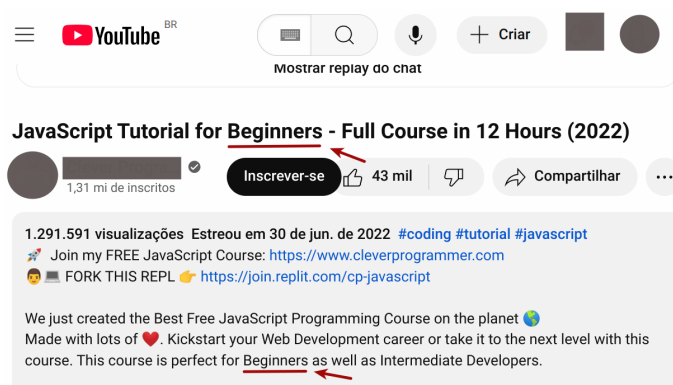 YouTube BR
Criar
Mostrar replay do chat
JavaScript Tutorial for Beginners - Full Course in 12 Hours (2022)
1,31 mi de inscritos
Inscrever-se
43 mil
Compartilhar
1.291.591 visualizações Estreou em 30 de jun. de 2022 #coding #tutorial #javascript
🚀 Join my FREE JavaScript Course: https://www.cleverprogrammer.com
👨‍💻 FORK THIS REPL 👉 https://join.replit.com/cp-javascript
We just created the Best Free JavaScript Programming Course on the planet 🌎
Made with lots of ❤️. Kickstart your Web Development career or take it to the next level with this
course. This course is perfect for Beginners as well as Intermediate Developers.